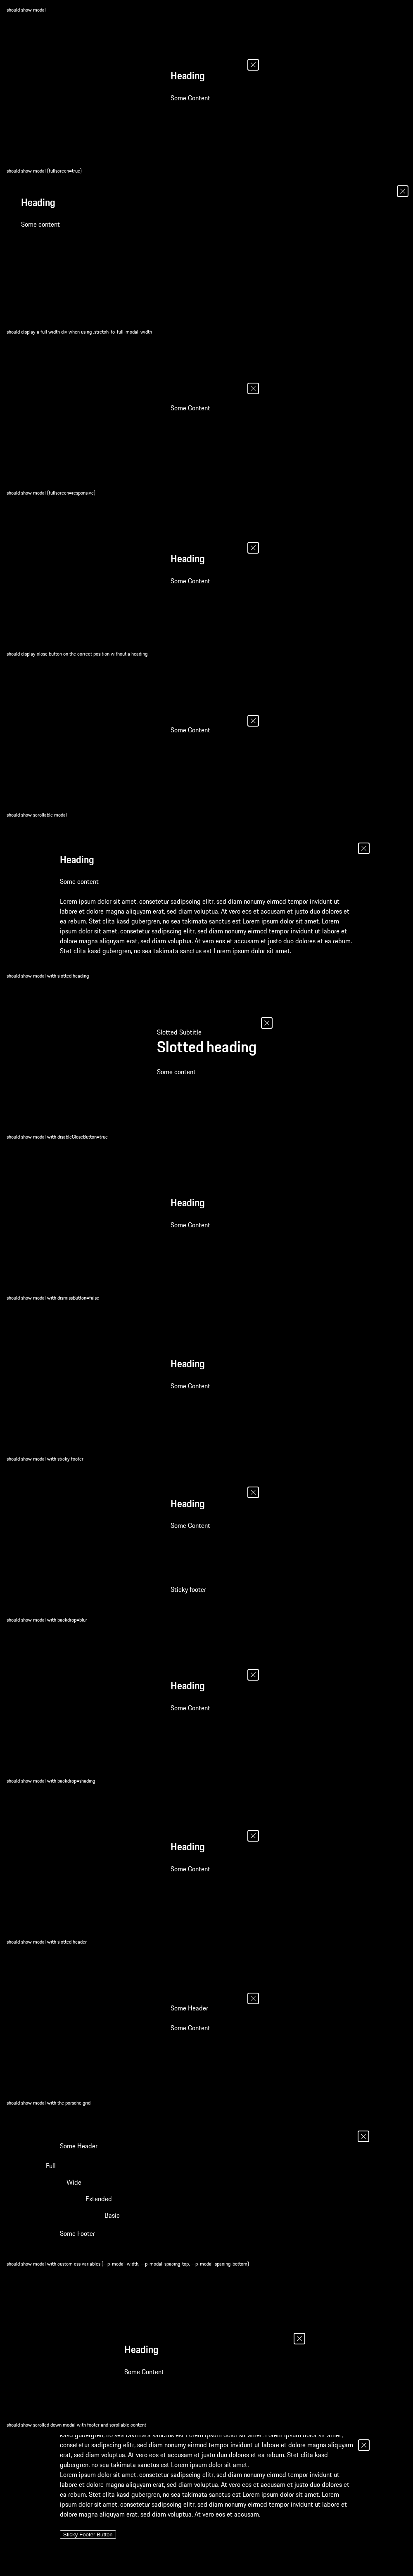 should show modal
Heading
Some Content
should show modal (fullscreen=true)
Heading
Some content
should display a full width div when using .stretch-to-full-modal-width
Some Content
should show modal (fullscreen=responsive)
Heading
Some Content
should display close button on the correct position without a heading
Some Content
should show scrollable modal
Heading
Some content
Lorem ipsum dolor sit amet, consetetur sadipscing elitr, sed diam nonumy eirmod tempor invidunt ut
labore et dolore magna aliquyam erat, sed diam voluptua. At vero eos et accusam et justo duo dolores et
ea rebum. Stet clita kasd gubergren, no sea takimata sanctus est Lorem ipsum dolor sit amet. Lorem
ipsum dolor sit amet, consetetur sadipscing elitr, sed diam nonumy eirmod tempor invidunt ut labore et
dolore magna aliquyam erat, sed diam voluptua. At vero eos et accusam et justo duo dolores et ea rebum.
Stet clita kasd gubergren, no sea takimata sanctus est Lorem ipsum dolor sit amet.
should show modal with slotted heading
Slotted Subtitle
Slotted heading
Some content
should show modal with disableCloseButton=true
Heading
Some Content
should show modal with dismissButton=false
Heading
Some Content
should show modal with sticky footer
Heading
Some Content
Sticky footer
should show modal with backdrop=blur
Heading
Some Content
should show modal with backdrop=shading
Heading
Some Content
should show modal with slotted header
Some Header
Some Content
should show modal with the porsche grid
Some Header
Full
Wide
Extended
Basic
Some Footer
should show modal with custom css variables (--p-modal-width, --p-modal-spacing-top, --p-modal-spacing-bottom)
Heading
Some Content
should show scrolled down modal with footer and scrollable content
kasd gubergren, no sea takimata sanctus est Lorem ipsum dolor sit amet. Lorem ipsum dolor sit amet,
consetetur sadipscing elitr, sed diam nonumy eirmod tempor invidunt ut labore et dolore magna aliquyam
erat, sed diam voluptua. At vero eos et accusam et justo duo dolores et ea rebum. Stet clita kasd
gubergren, no sea takimata sanctus est Lorem ipsum dolor sit amet.
Lorem ipsum dolor sit amet, consetetur sadipscing elitr, sed diam nonumy eirmod tempor invidunt ut
labore et dolore magna aliquyam erat, sed diam voluptua. At vero eos et accusam et justo duo dolores et
ea rebum. Stet clita kasd gubergren, no sea takimata sanctus est Lorem ipsum dolor sit amet. Lorem
ipsum dolor sit amet, consetetur sadipscing elitr, sed diam nonumy eirmod tempor invidunt ut labore et
dolore magna aliquyam erat, sed diam voluptua. At vero eos et accusam.
Sticky Footer Button